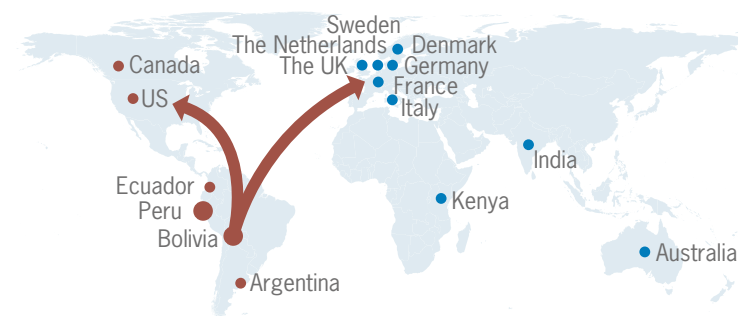 Sweden
The Netherlands
Denmark
The UK
Germany
Canada
France
US
Italy
India
Ecuador
Kenya
Peru
Bolivia
Australia
Argentina